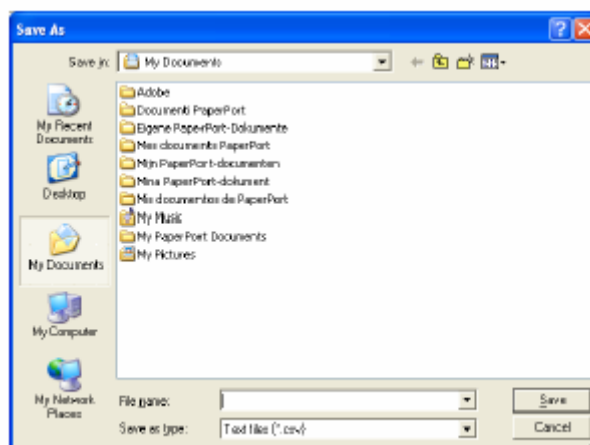 Save As
Save in: My Documents
My Recent Documents
Desktop
My Documents
My Computer
My Network Places
Adobe
Documenti PaperPort
Eigene PaperPort-Dokumente
Mes documents PaperPort
Mijn PaperPort-documenten
Mina PaperPort-dokument
Mis documentos de PaperPort
My Music
My PaperPort Documents
My Pictures
File name:
Save
Save as type: Text files (*.csv)
Cancel